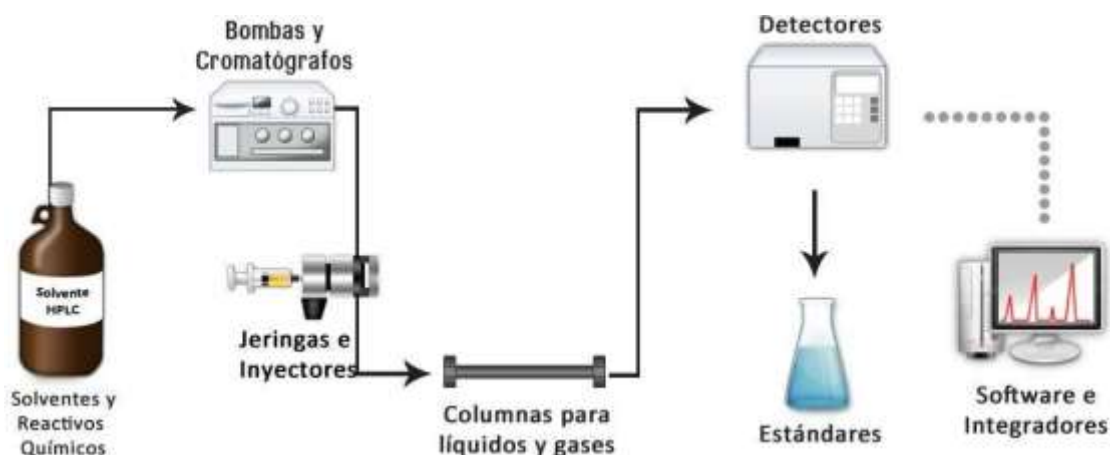 Bombas y
Cromatógrafos
Detectores
Solvente
HPLC
Solventes y
Reactivos
Químicos
Jeringas e
Inyectores
Columnas para
líquidos y gases
Estándares
Software e
Integradores